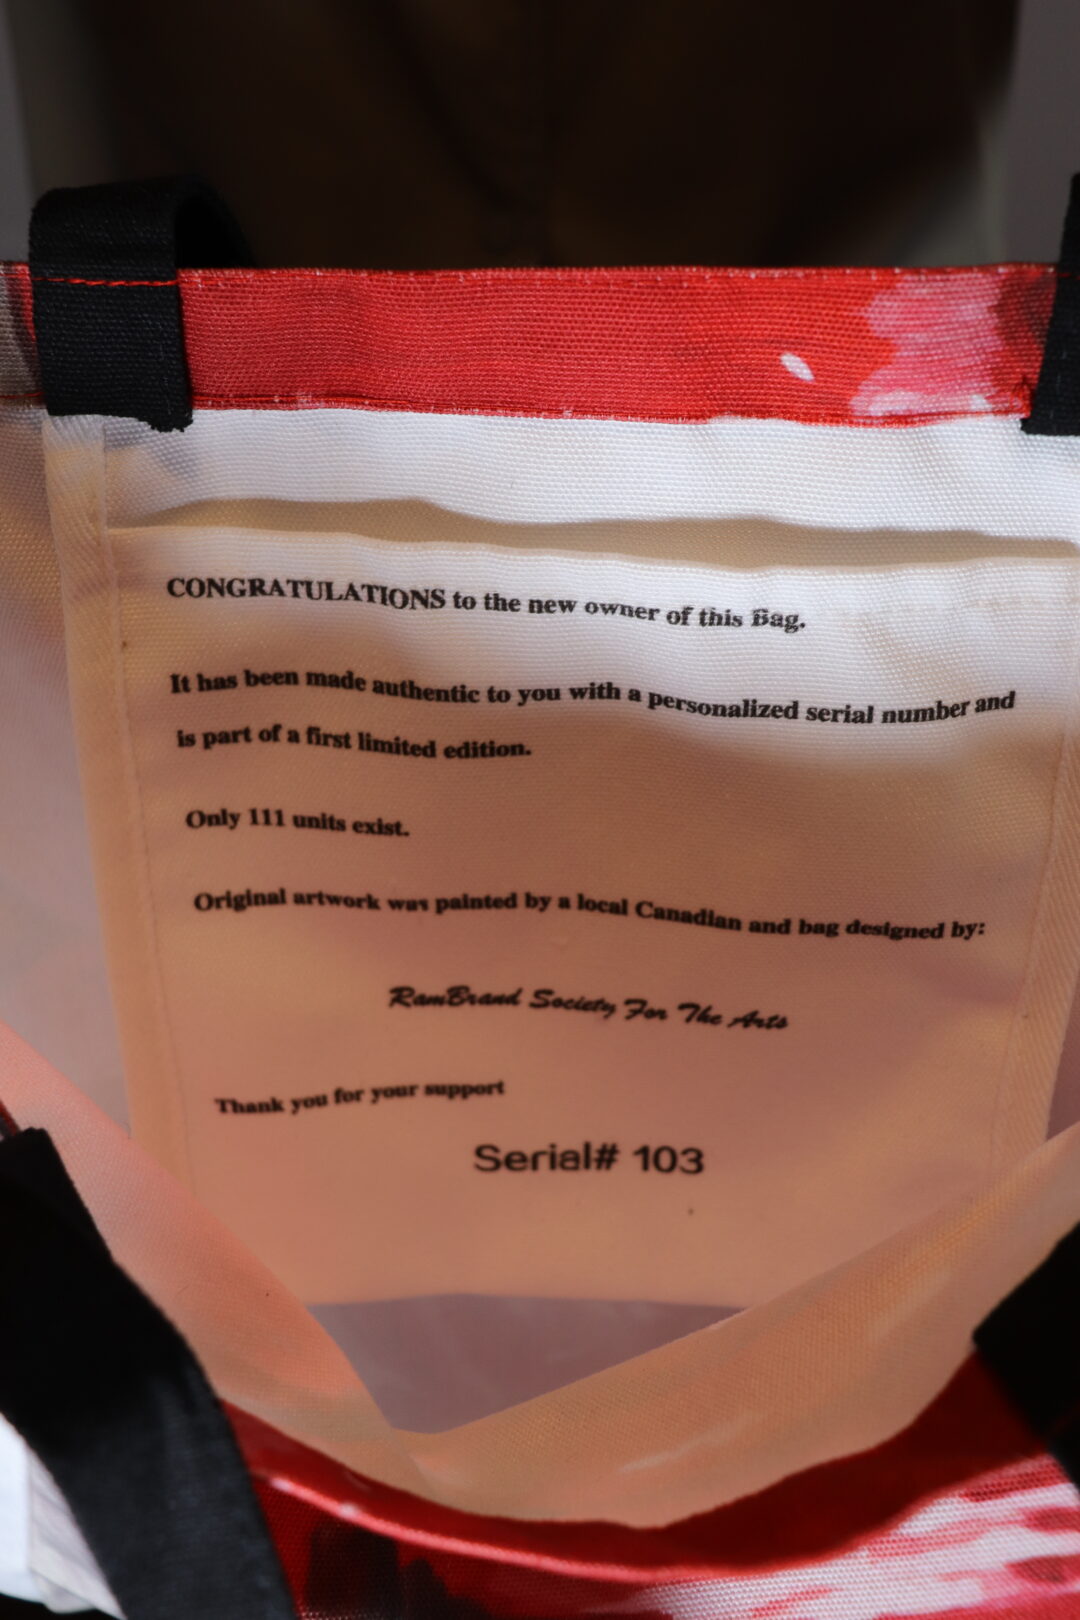 CONGRATULATIONS to the new owner of this Bag.
It has been made authentic to you with a personalized serial number and
is part of a first limited edition.
Only 111 units exist.
Original artwork was painted by a local Canadian and bag designed by:
RamBrand Society For The Arts
Thank you for your support
Serial# 103